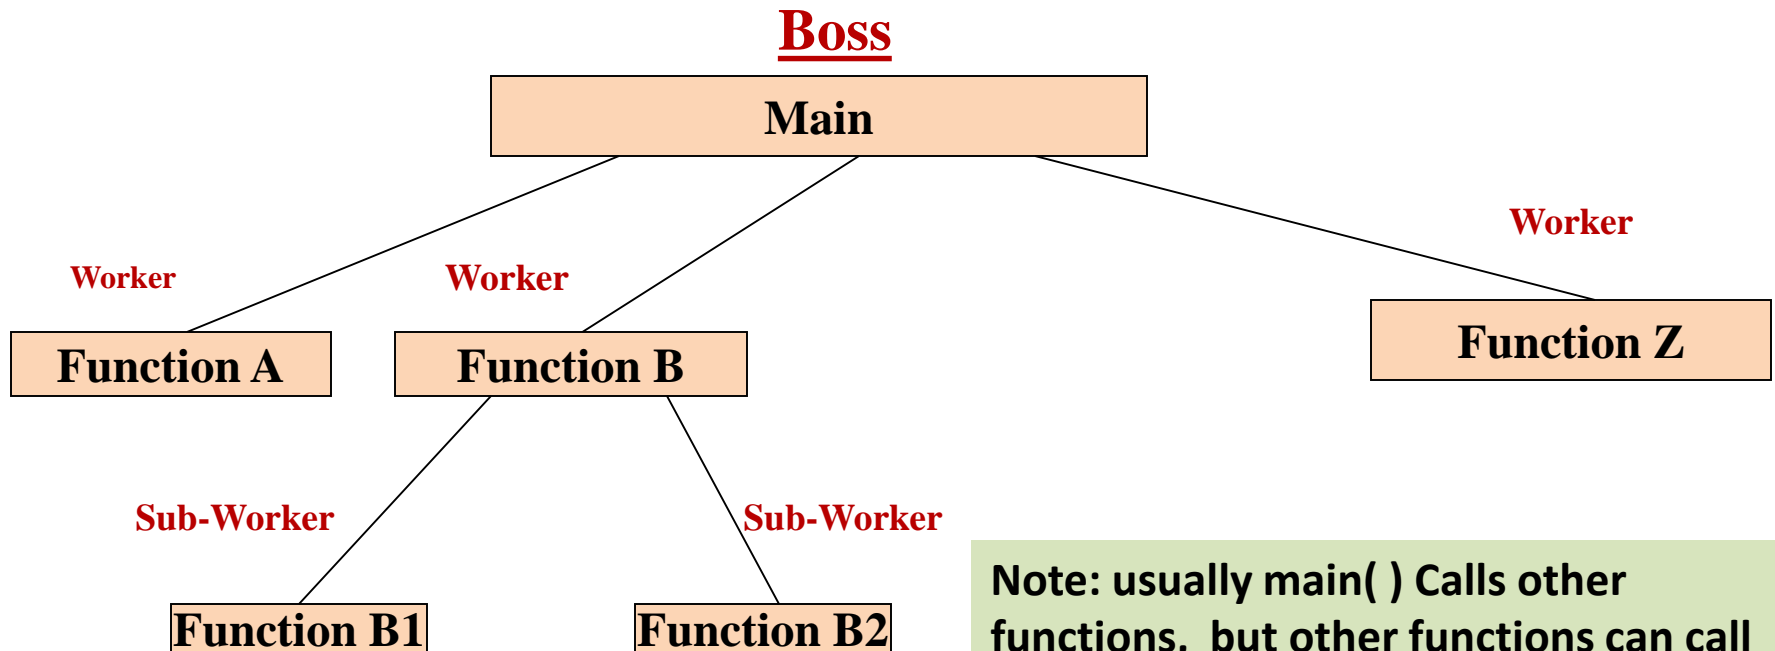 Boss
Main
Worker
Worker
Worker
Function A
Function B
Function Z
Sub-Worker
Sub-Worker
Function B1
Function B2
Note: usually main( ) Calls other
functions, but other functions can call